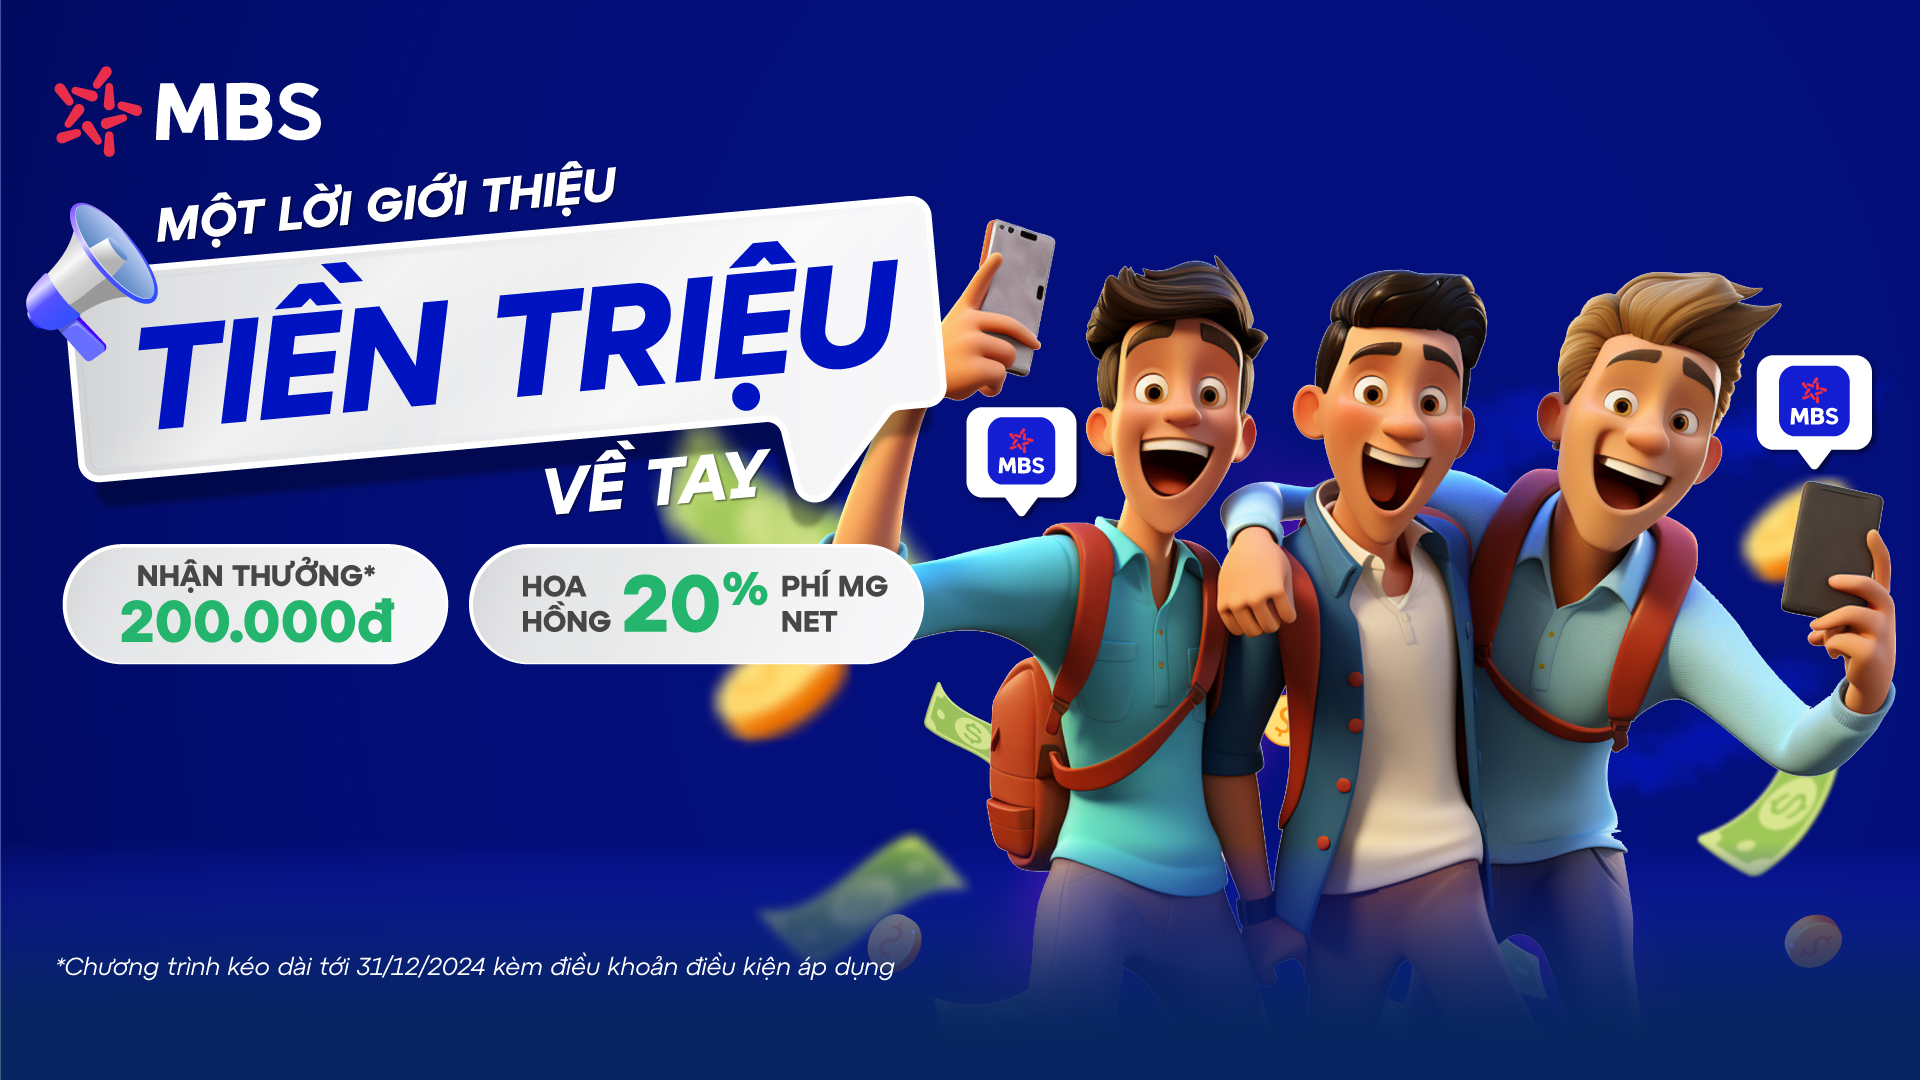 MBS
MỘT LỜI GIỚI THIỆU
TIỀN TRIỆU
VỀ TAY
NHẬN THƯỞNG*
200.000đ
HOA HỒNG 20% PHÍ MG NET
MBS
MBS
*Chương trình kéo dài tới 31/12/2024 kèm điều khoản điều kiện áp dụng